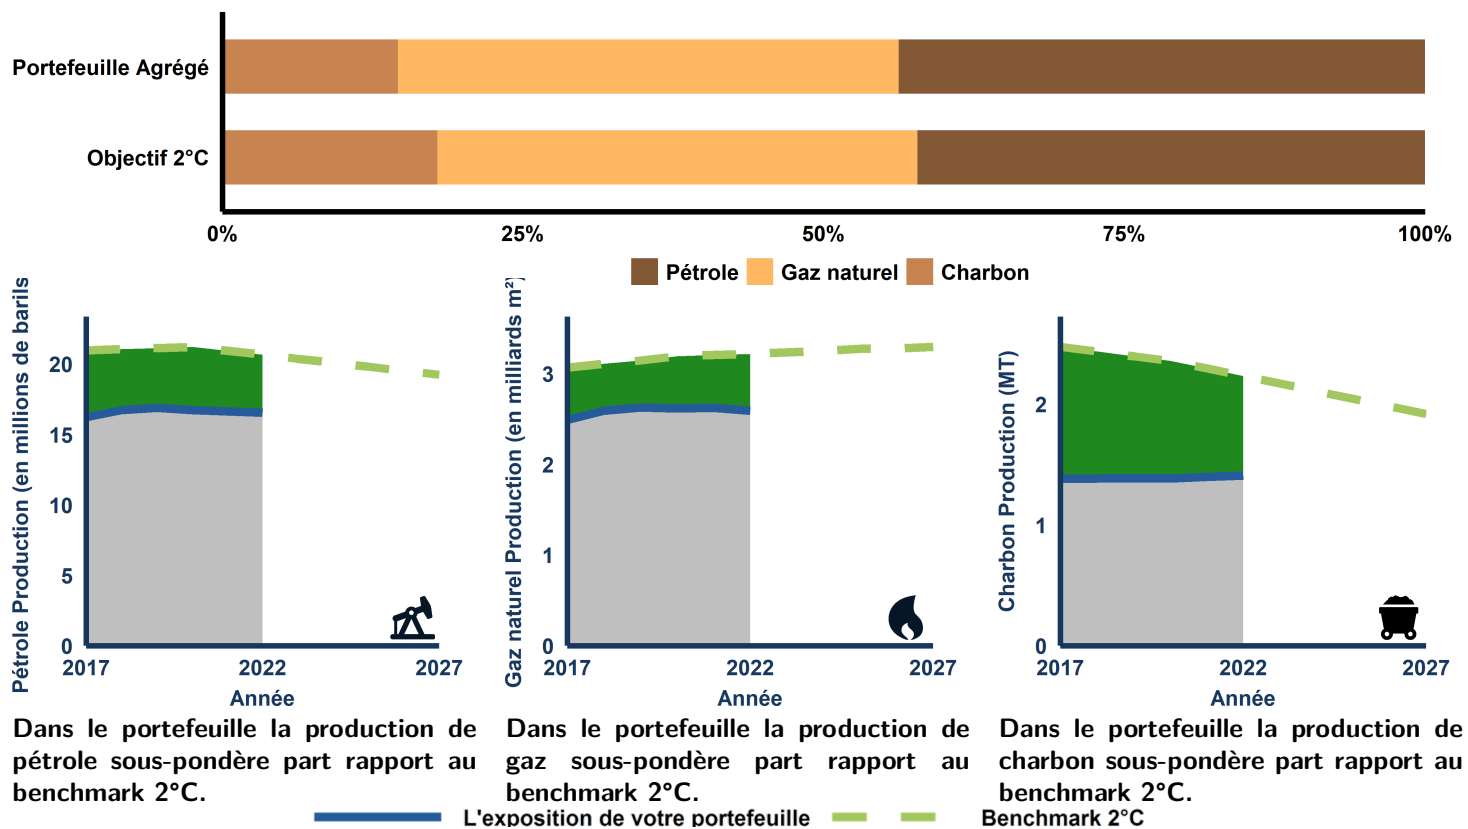 Portefeuille Agrégé
Objectif 2°C
0% 25% 50% 75% 100%
Pétrole Gaz naturel Charbon
Pétrole Production (en millions de barils
20
15
10
5
0
2017 2022 2027
Année
Gaz naturel Production (en milliards m²)
3
2
1
0
2017 2022 2027
Année
Charbon Production (MT)
2
1
0
2017 2022 2027
Année
Dans le portefeuille la production de
pétrole sous-pondère part rapport au
benchmark 2°C.
Dans le portefeuille la production de
gaz sous-pondère part rapport au
benchmark 2°C.
Dans le portefeuille la production de
charbon sous-pondère part rapport au
benchmark 2°C.
L'exposition de votre portefeuille Benchmark 2°C